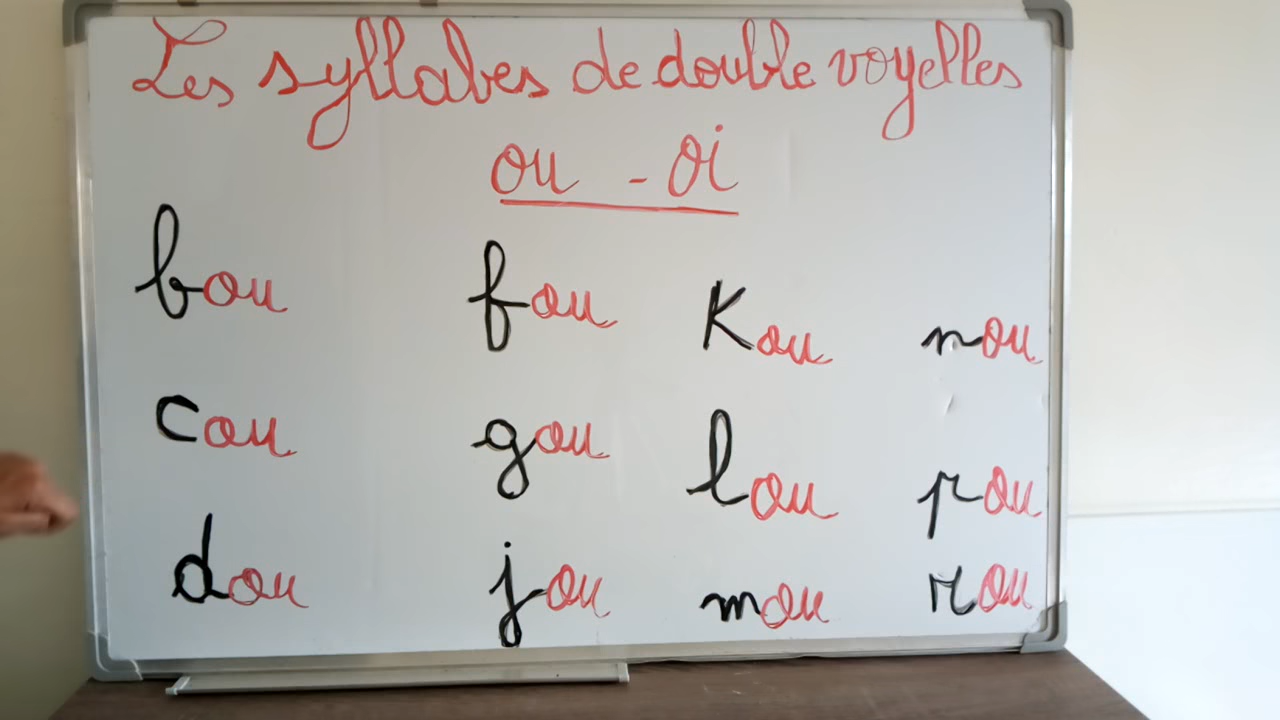 Les syllabes de double voyelles
ou - oi
bou fou kou nou
cou gou lou pou
dou jou mou rou